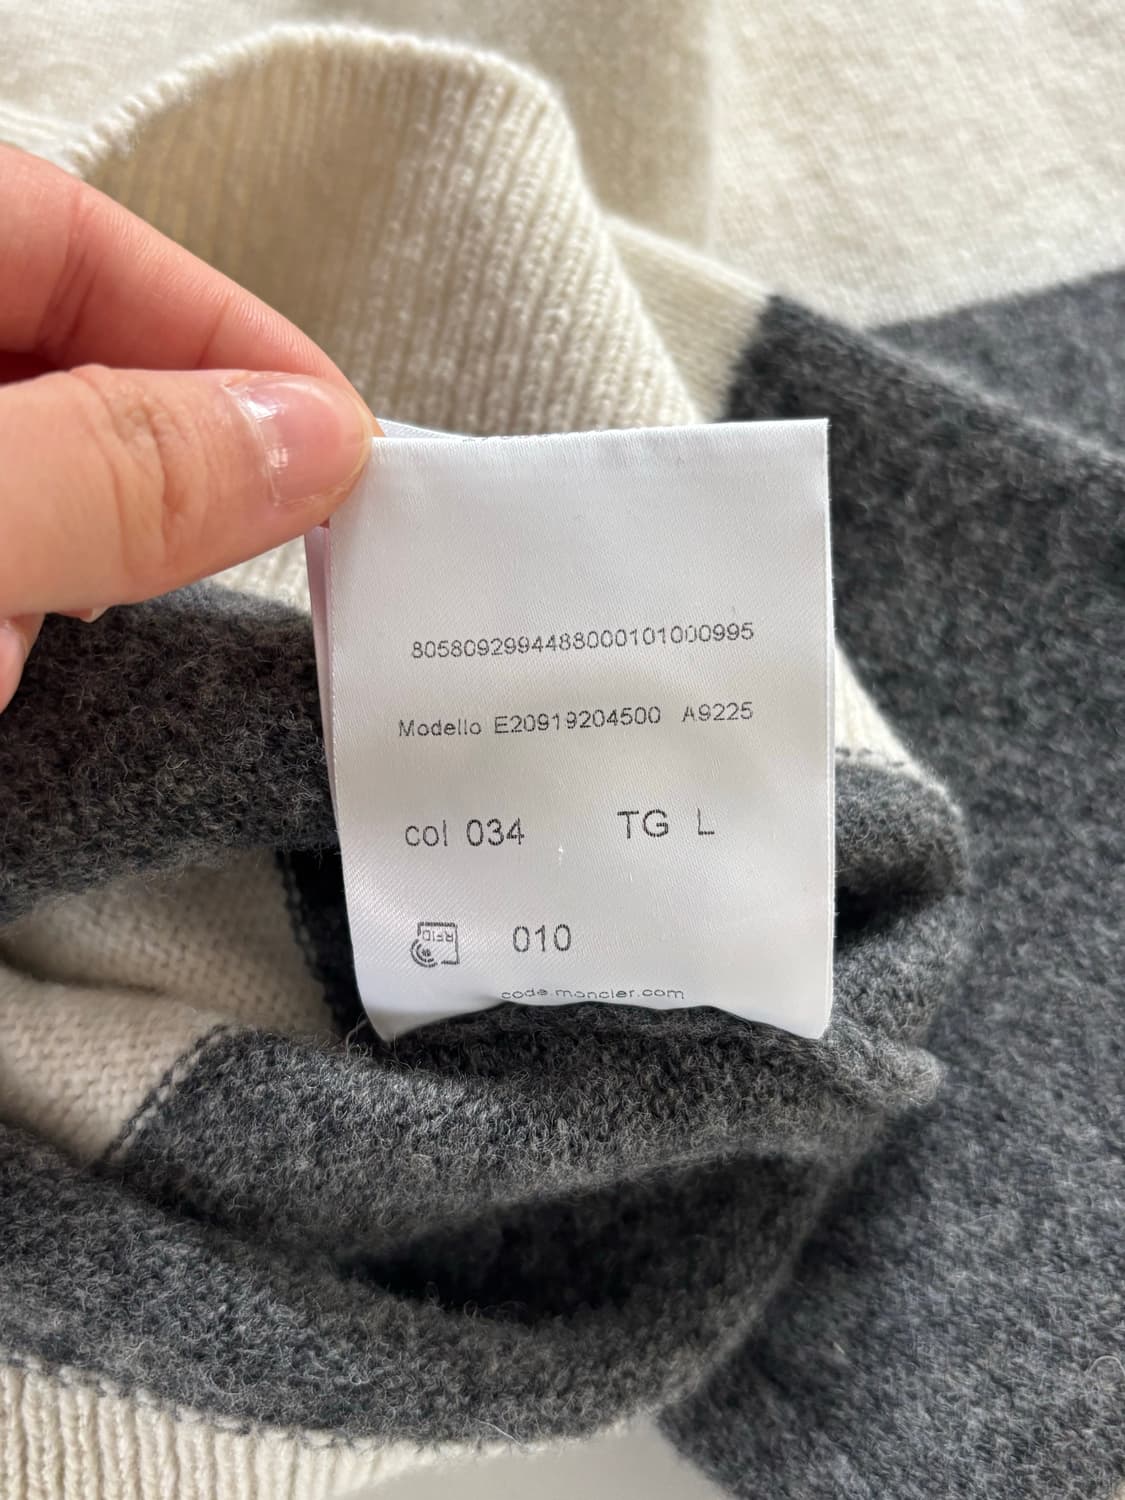 8058092994488000101000995
Modello E20919204500 A9225
col 034 TG L
RFID 010
code.moncler.com